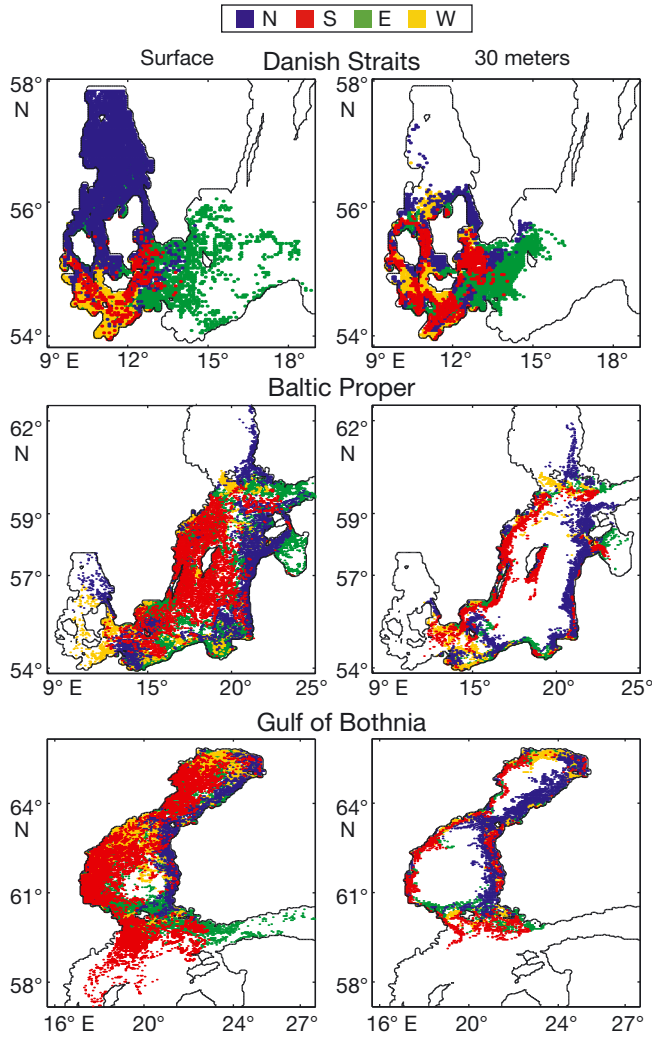 N S E W
Surface Danish Straits 30 meters
58°
N
56°
54°
9° E 12° 15° 18°
58°
N
56°
54°
9° E 12° 15° 18°
Baltic Proper
62°
N
59°
57°
54°
9° E 15° 20° 25°
62°
N
59°
57°
54°
9° E 15° 20° 25°
Gulf of Bothnia
64°
N
61°
58°
16° E 20° 24° 27°
64°
N
61°
58°
16° E 20° 24° 27°